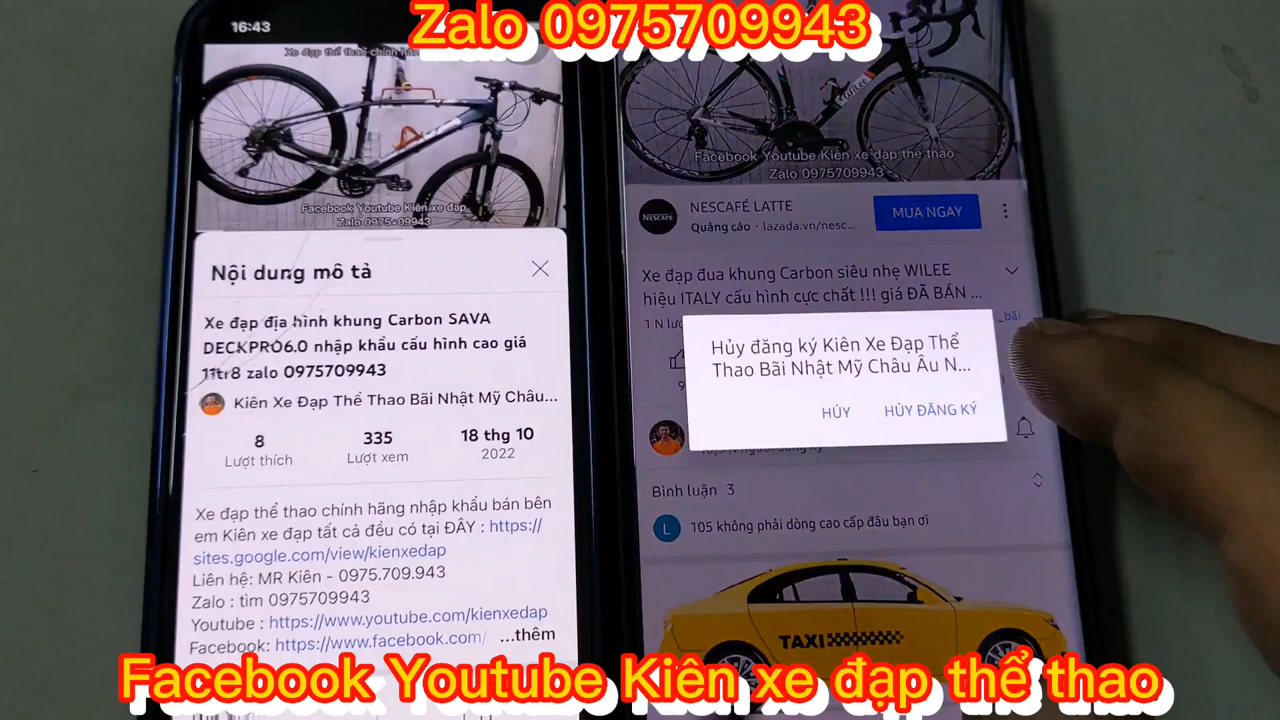 Zalo 0975709943
16:43
Xe đạp thể thao chính hãn
Facebook Youtube Kiên xe đạp
Zalo 0975709943
Nội dung mô tả
Xe đạp địa hình khung Carbon SAVA
DECKPRO6.0 nhập khẩu cấu hình cao giá
11tr8 zalo 0975709943
Kiên Xe Đạp Thể Thao Bãi Nhật Mỹ Châu...
8
Lượt thích
335
Lượt xem
18 thg 10
2022
Xe đạp thể thao chính hãng nhập khẩu bán bên
em Kiên xe đạp tất cả đều có tại ĐÂY : https://
sites.google.com/view/kienxedap
Liên hệ: MR Kiên - 0975.709.943
Zalo : tìm 0975709943
Youtube : https://www.youtube.com/kienxedap
Facebook: https://www.facebook.com/ ...thêm
Facebook Youtube Kiên xe đạp thể thao
Zalo 0975709943
NESCAFÉ
NESCAFÉ LATTE
Quảng cáo · lazada.vn/nesc...
MUA NGAY
Xe đạp đua khung Carbon siêu nhẹ WILEE
hiệu ITALY cấu hình cực chất !!! giá ĐÃ BÁN ...
1 N lượ
_bãi
Hủy đăng ký Kiên Xe Đạp Thể
Thao Bãi Nhật Mỹ Châu Âu N...
HỦY
HỦY ĐĂNG KÝ
Bình luận 3
L
105 không phải dòng cao cấp đâu bạn ơi
TAXI
Facebook Youtube Kiên xe đạp thể thao